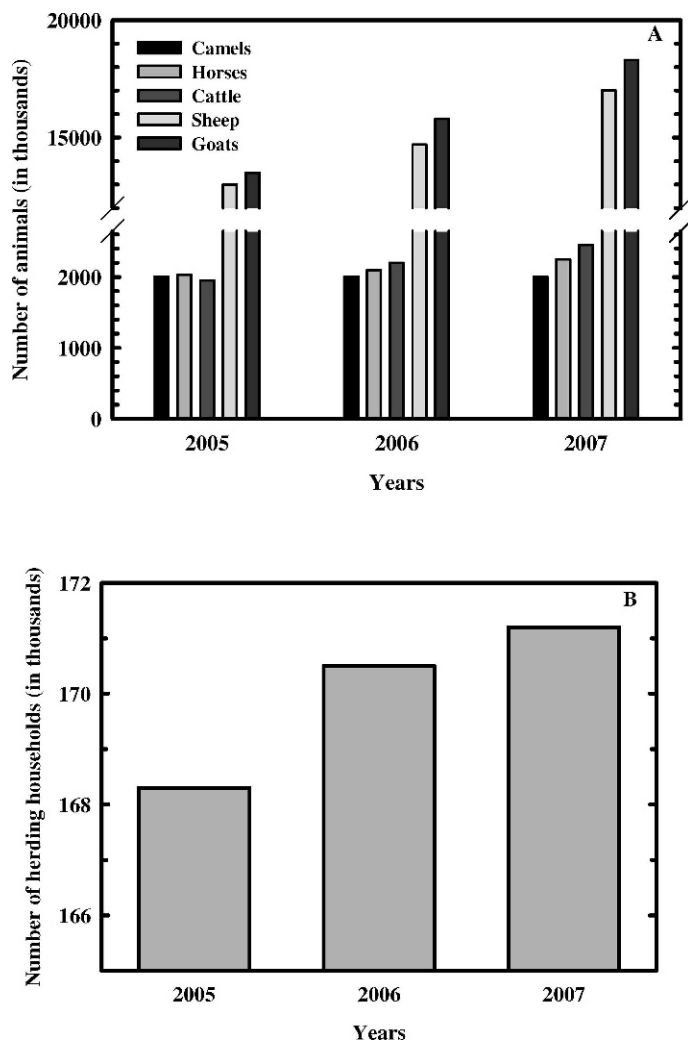 A
Camels
Horses
Cattle
Sheep
Goats
Number of animals (in thousands)
20000
15000
2000
1000
0
2005 2006 2007
Years
B
Number of herding households (in thousands)
172
170
168
166
2005 2006 2007
Years